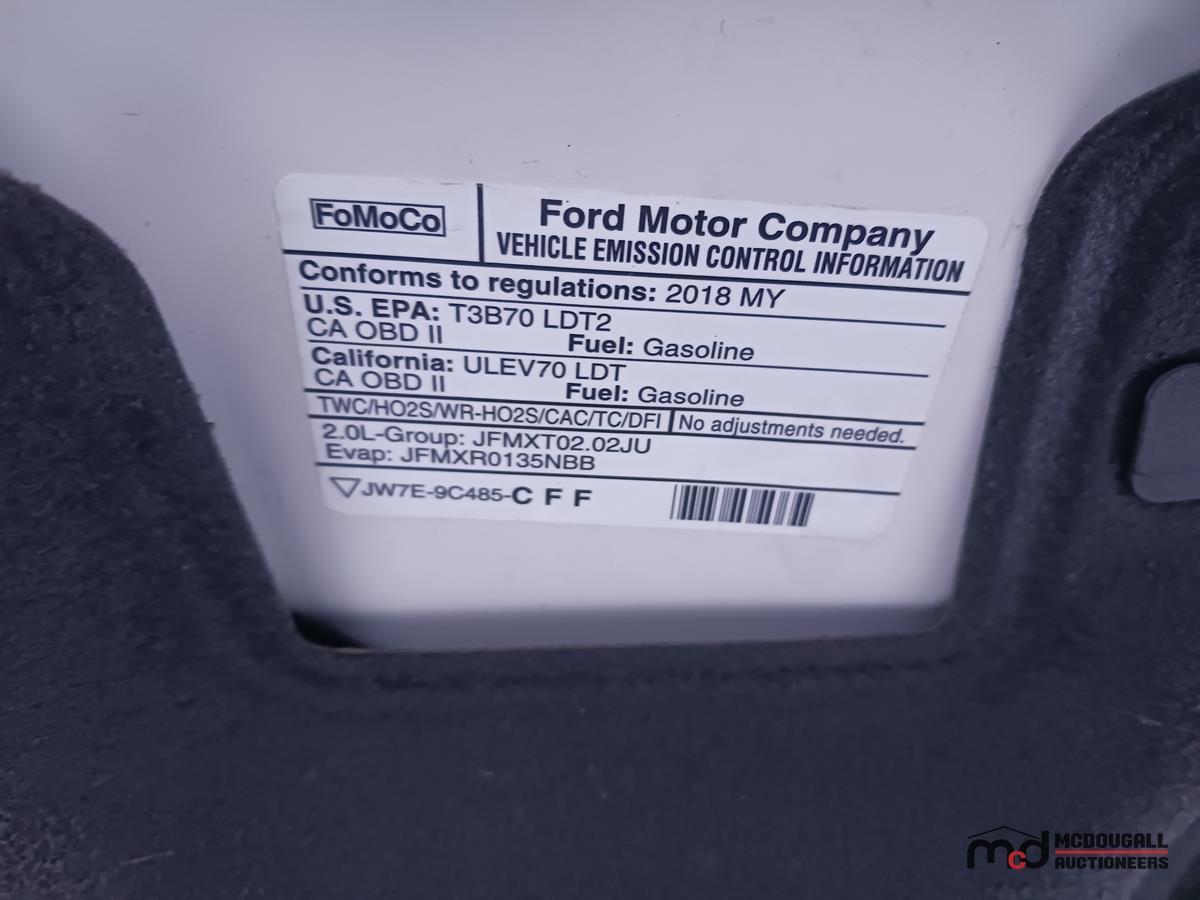 FoMoCo
Ford Motor Company
VEHICLE EMISSION CONTROL INFORMATION
Conforms to regulations: 2018 MY
U.S. EPA: T3B70 LDT2
CA OBD II Fuel: Gasoline
California: ULEV70 LDT
CA OBD II Fuel: Gasoline
TWC/HO2S/WR-HO2S/CAC/TC/DFI No adjustments needed.
2.0L-Group: JFMXT02.02JU
Evap: JFMXR0135NBB
JW7E-9C485-C F F
mcd MCDOUGALL
AUCTIONEERS